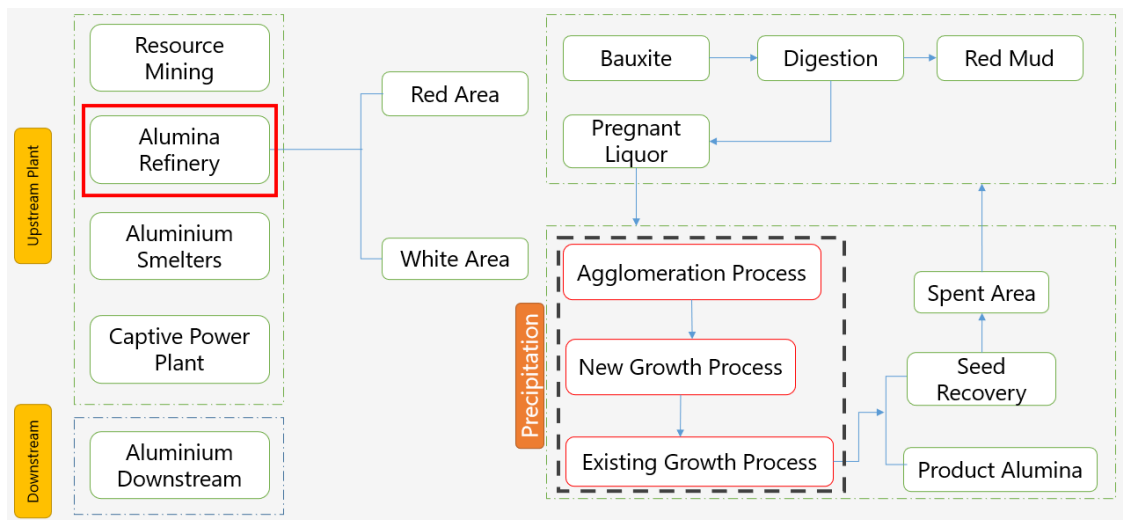 Upstream Plant
Resource
Mining
Alumina
Refinery
Aluminium
Smelters
Captive Power
Plant
Downstream
Aluminium
Downstream
Red Area
White Area
Bauxite
Digestion
Red Mud
Pregnant
Liquor
Precipitation
Agglomeration Process
New Growth Process
Existing Growth Process
Spent Area
Seed
Recovery
Product Alumina